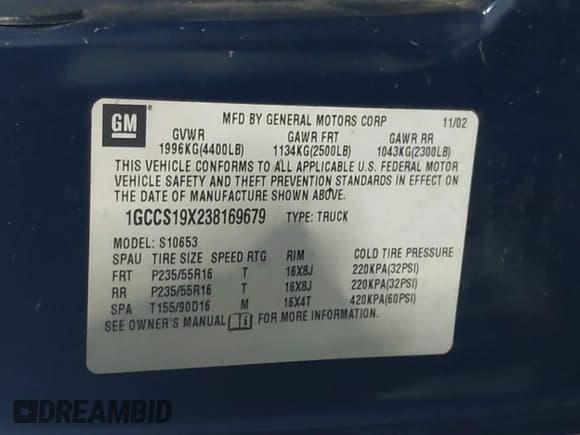 GM ® MFD BY GENERAL MOTORS CORP 11/02
GVWR GAWR FRT GAWR RR
1996KG(4400LB) 1134KG(2500LB) 1043KG(2300LB)
THIS VEHICLE CONFORMS TO ALL APPLICABLE U.S. FEDERAL MOTOR
VEHICLE SAFETY AND THEFT PREVENTION STANDARDS IN EFFECT ON
THE DATE OF MANUFACTURE SHOWN ABOVE.
1GCCS19X238169679 TYPE: TRUCK
MODEL: S10653
SPAU TIRE SIZE SPEED RTG RIM COLD TIRE PRESSURE
FRT P235/55R16 T 16X8J 220KPA(32PSI)
RR P235/55R16 T 16X8J 220KPA(32PSI)
SPA T155/90D16 M 16X4T 420KPA(60PSI)
SEE OWNER'S MANUAL FOR MORE INFORMATION.
DREAMBID